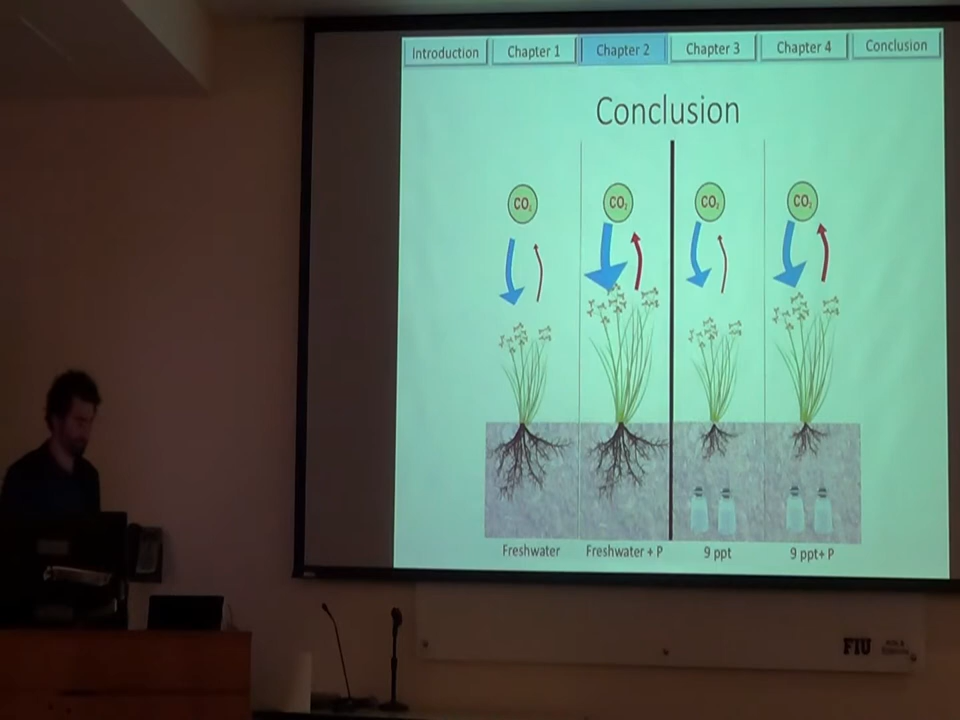 Introduction
Chapter 1
Chapter 2
Chapter 3
Chapter 4
Conclusion
Conclusion
CO2
CO2
CO2
CO2
Freshwater
Freshwater + P
9 ppt
9 ppt+ P
FIU